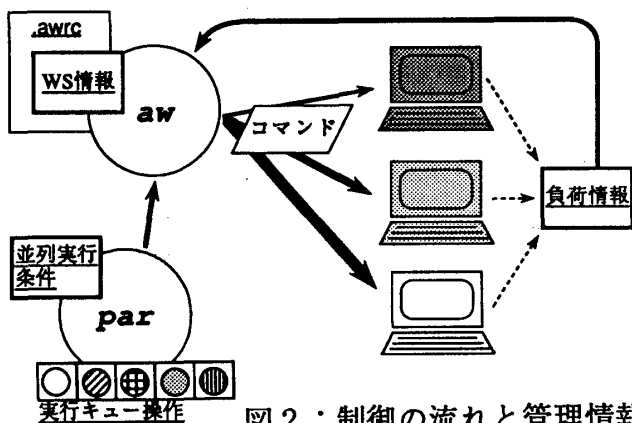 .awrc
WS情報
aw
コマンド
負荷情報
並列実行
条件
par
実行キュー操作
図2：制御の流れと管理情報